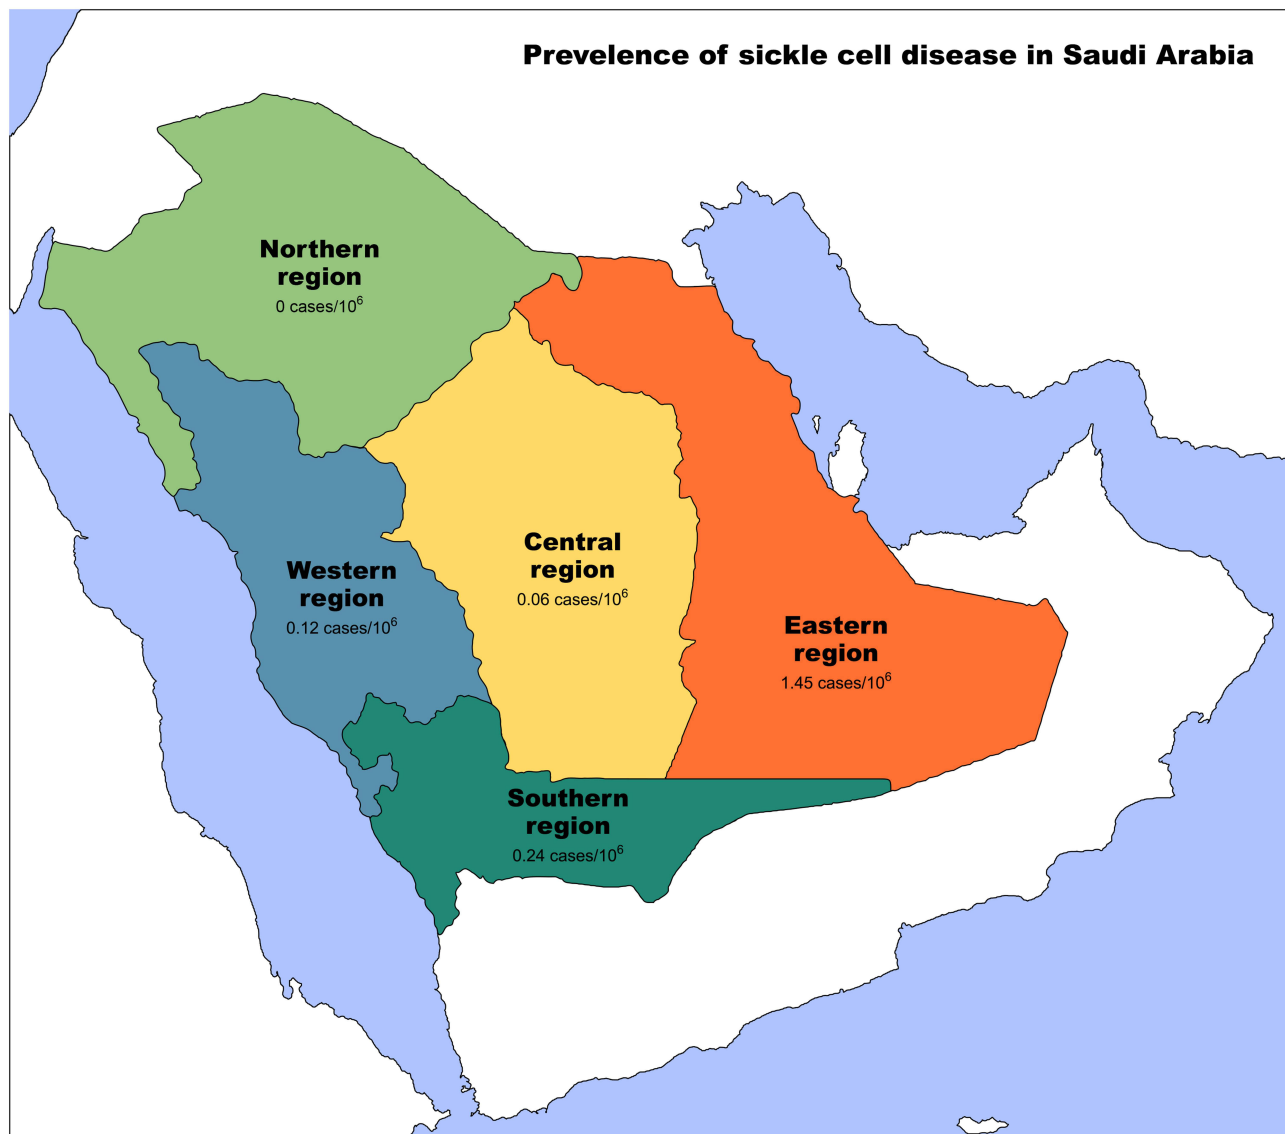 Prevelence of sickle cell disease in Saudi Arabia
Northern
region
0 cases/10⁶
Central
region
0.06 cases/10⁶
Western
region
0.12 cases/10⁶
Eastern
region
1.45 cases/10⁶
Southern
region
0.24 cases/10⁶